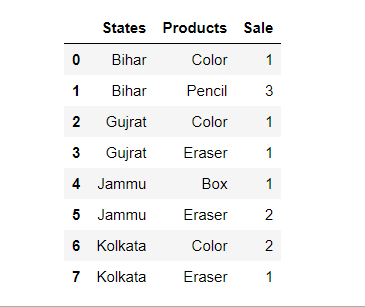 States Products Sale
0 Bihar Color 1
1 Bihar Pencil 3
2 Gujrat Color 1
3 Gujrat Eraser 1
4 Jammu Box 1
5 Jammu Eraser 2
6 Kolkata Color 2
7 Kolkata Eraser 1